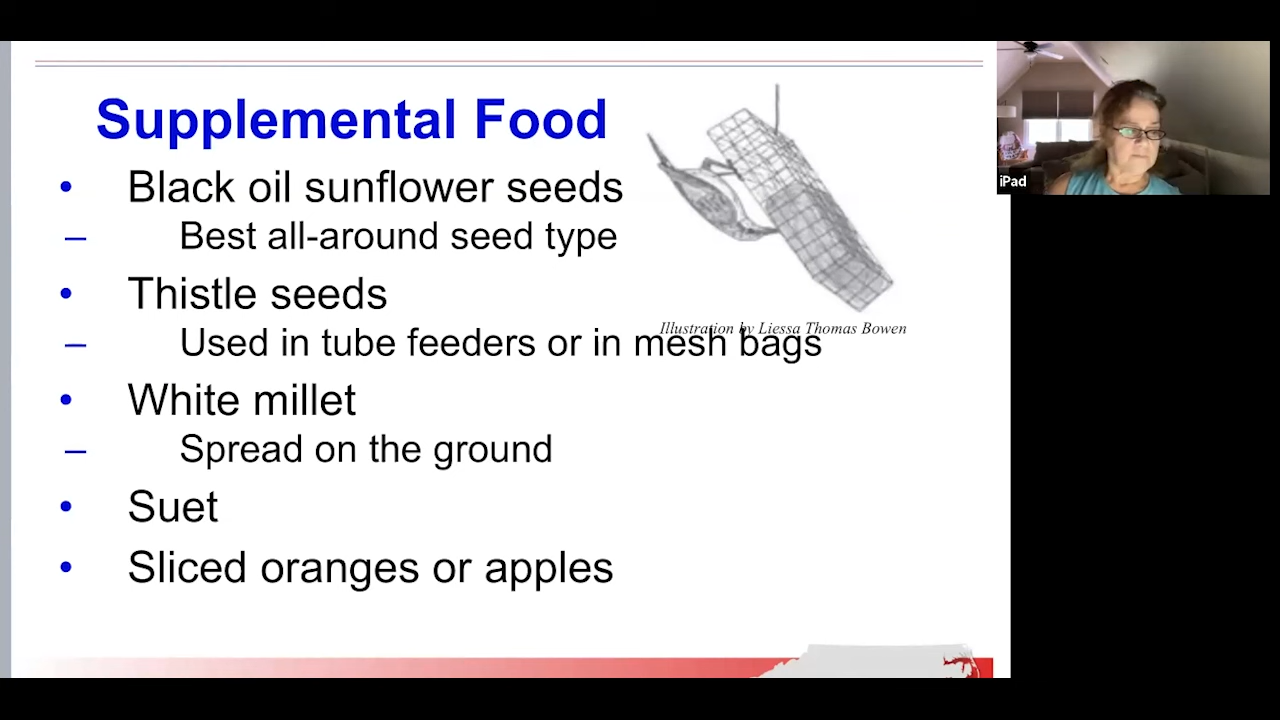 Supplemental Food
• Black oil sunflower seeds
– Best all-around seed type
• Thistle seeds
Illustration by Liessa Thomas Bowen
– Used in tube feeders or in mesh bags
• White millet
– Spread on the ground
• Suet
• Sliced oranges or apples
iPad